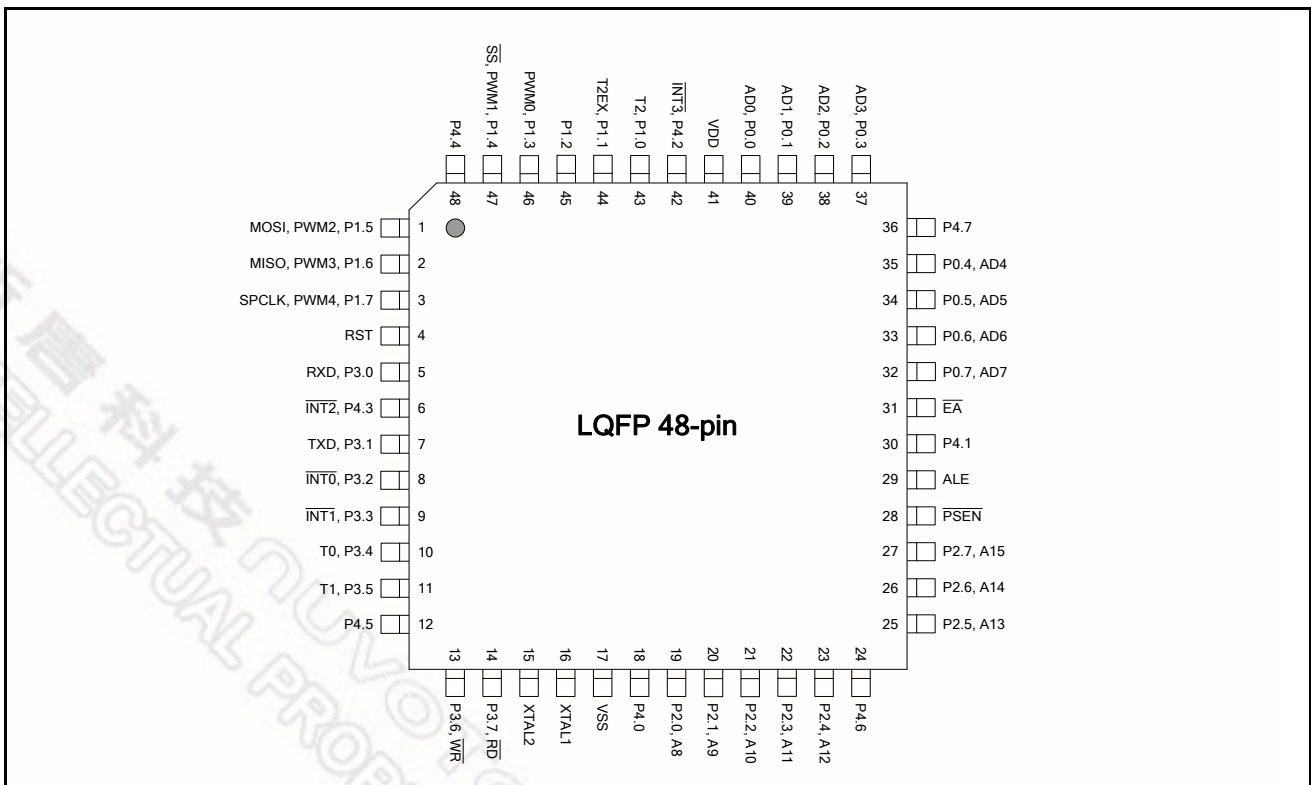 P4.4
SS, PWM1, P1.4
PWM0, P1.3
P1.2
T2EX, P1.1
T2, P1.0
INT3, P4.2
VDD
AD0, P0.0
AD1, P0.1
AD2, P0.2
AD3, P0.3
48
47
46
45
44
43
42
41
40
39
38
37
MOSI, PWM2, P1.5 1
MISO, PWM3, P1.6 2
SPCLK, PWM4, P1.7 3
RST 4
RXD, P3.0 5
INT2, P4.3 6
TXD, P3.1 7
INT0, P3.2 8
INT1, P3.3 9
T0, P3.4 10
T1, P3.5 11
P4.5 12
LQFP 48-pin
36 P4.7
35 P0.4, AD4
34 P0.5, AD5
33 P0.6, AD6
32 P0.7, AD7
31 EA
30 P4.1
29 ALE
28 PSEN
27 P2.7, A15
26 P2.6, A14
25 P2.5, A13
13
14
15
16
17
18
19
20
21
22
23
24
P3.6, WR
P3.7, RD
XTAL2
XTAL1
VSS
P4.0
P2.0, A8
P2.1, A9
P2.2, A10
P2.3, A11
P2.4, A12
P4.6
唐科技 nuvoTo
ELLECTUAL PROP